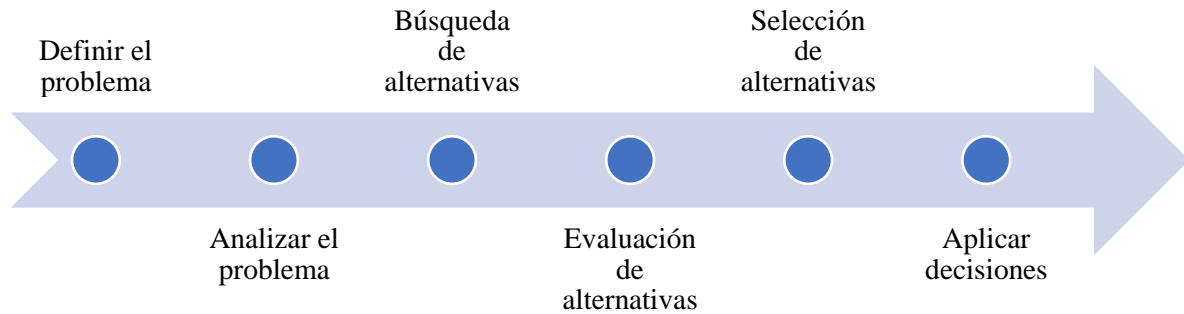 Definir el
problema
Analizar el
problema
Búsqueda
de
alternativas
Evaluación
de
alternativas
Selección
de
alternativas
Aplicar
decisiones